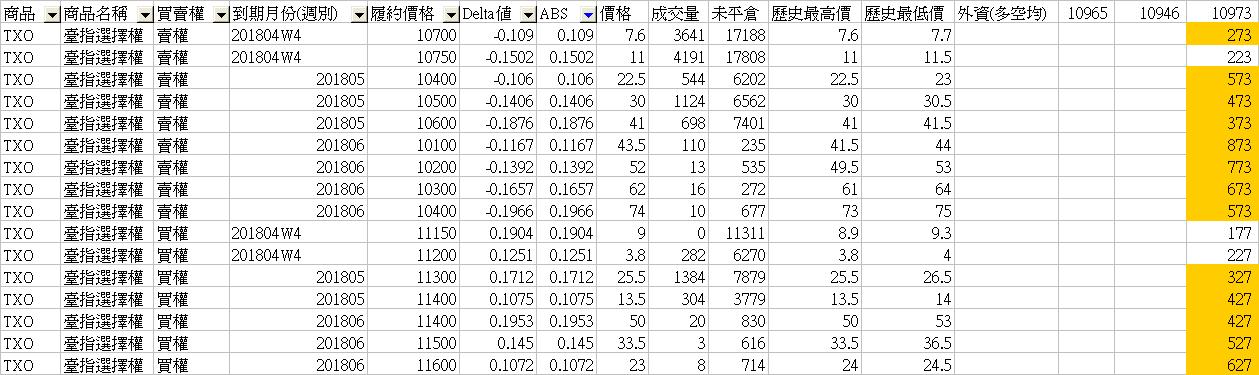 商品 商品名稱 買賣權 到期月份(週別) 履約價格 Delta值 ABS 價格 成交量 未平倉 歷史最高價 歷史最低價 外資(多空均) 10965 10946 10973
TXO 臺指選擇權 賣權 201804W4 10700 -0.109 0.109 7.6 3641 17188 7.6 7.7 273
TXO 臺指選擇權 賣權 201804W4 10750 -0.1502 0.1502 11 4191 17808 11 11.5 223
TXO 臺指選擇權 賣權 201805 10400 -0.106 0.106 22.5 544 6202 22.5 23 573
TXO 臺指選擇權 賣權 201805 10500 -0.1406 0.1406 30 1124 6562 30 30.5 473
TXO 臺指選擇權 賣權 201805 10600 -0.1876 0.1876 41 698 7401 41 41.5 373
TXO 臺指選擇權 賣權 201806 10100 -0.1167 0.1167 43.5 110 235 41.5 44 873
TXO 臺指選擇權 賣權 201806 10200 -0.1392 0.1392 52 13 535 49.5 53 773
TXO 臺指選擇權 賣權 201806 10300 -0.1657 0.1657 62 16 272 61 64 673
TXO 臺指選擇權 賣權 201806 10400 -0.1966 0.1966 74 10 677 73 75 573
TXO 臺指選擇權 買權 201804W4 11150 0.1904 0.1904 9 0 11311 8.9 9.3 177
TXO 臺指選擇權 買權 201804W4 11200 0.1251 0.1251 3.8 282 6270 3.8 4 227
TXO 臺指選擇權 買權 201805 11300 0.1712 0.1712 25.5 1384 7879 25.5 26.5 327
TXO 臺指選擇權 買權 201805 11400 0.1075 0.1075 13.5 304 3779 13.5 14 427
TXO 臺指選擇權 買權 201806 11400 0.1953 0.1953 50 20 830 50 53 427
TXO 臺指選擇權 買權 201806 11500 0.145 0.145 33.5 3 616 33.5 36.5 527
TXO 臺指選擇權 買權 201806 11600 0.1072 0.1072 23 8 714 24 24.5 627